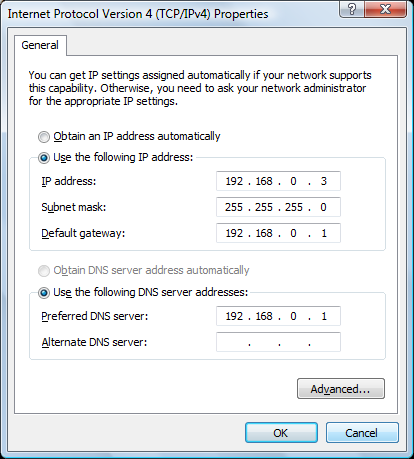 Internet Protocol Version 4 (TCP/IPv4) Properties
General
You can get IP settings assigned automatically if your network supports
this capability. Otherwise, you need to ask your network administrator
for the appropriate IP settings.
Obtain an IP address automatically
Use the following IP address:
IP address: 192 . 168 . 0 . 3
Subnet mask: 255 . 255 . 255 . 0
Default gateway: 192 . 168 . 0 . 1
Obtain DNS server address automatically
Use the following DNS server addresses:
Preferred DNS server: 192 . 168 . 0 . 1
Alternate DNS server: . . .
Advanced...
OK Cancel